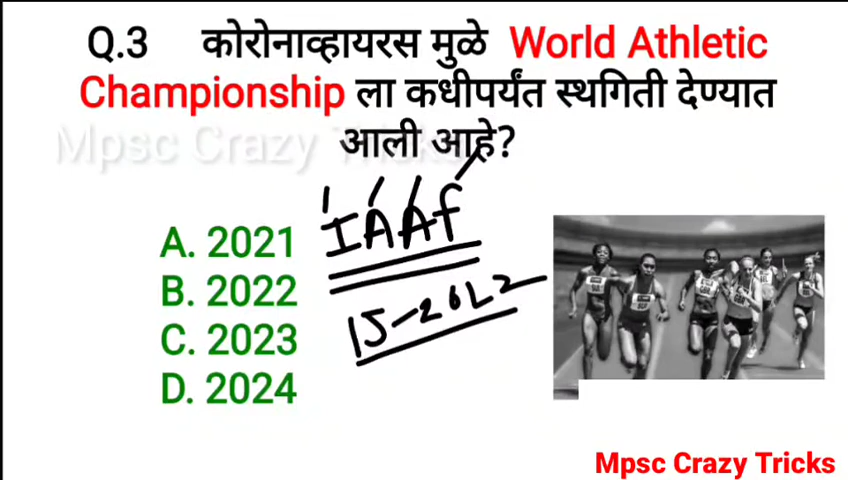 Q.3 कोरोनाव्हायरस मुळे World Athletic
Championship ला कधीपर्यंत स्थगिती देण्यात
आली आहे?
Mpsc Crazy Tricks
IAAf
A. 2021
B. 2022
15-2022
C. 2023
D. 2024
Mpsc Crazy Tricks